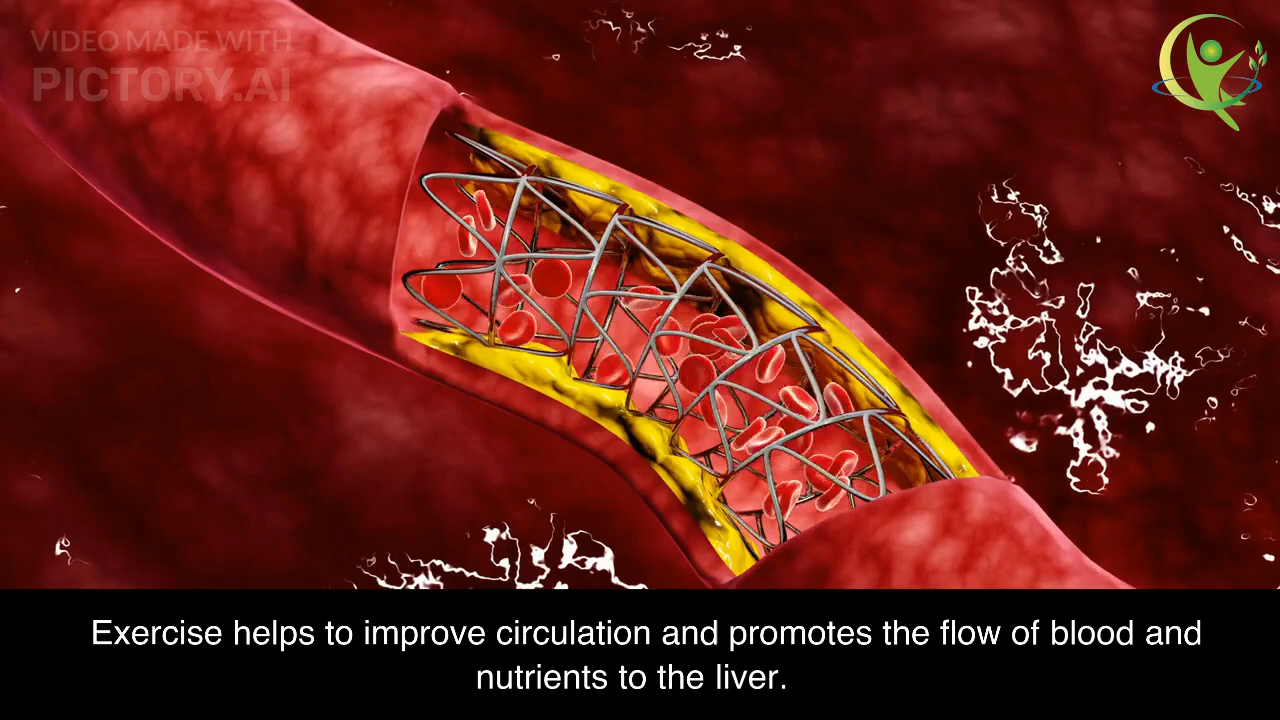 VIDEO MADE WITH
PICTORY.AI
Exercise helps to improve circulation and promotes the flow of blood and
nutrients to the liver.